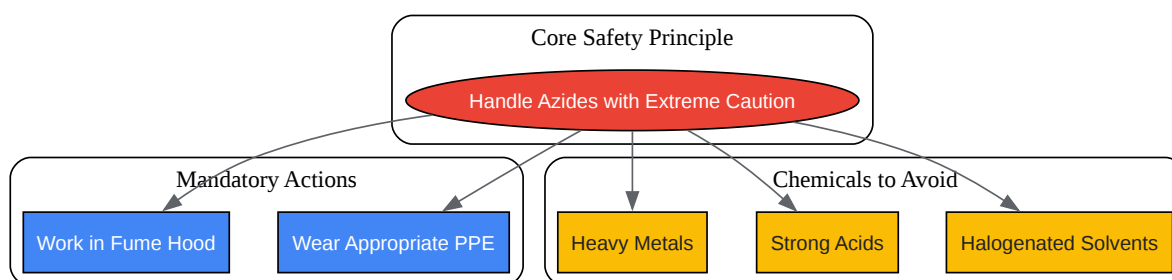 Core Safety Principle
Handle Azides with Extreme Caution
Mandatory Actions
Chemicals to Avoid
Work in Fume Hood
Wear Appropriate PPE
Heavy Metals
Strong Acids
Halogenated Solvents